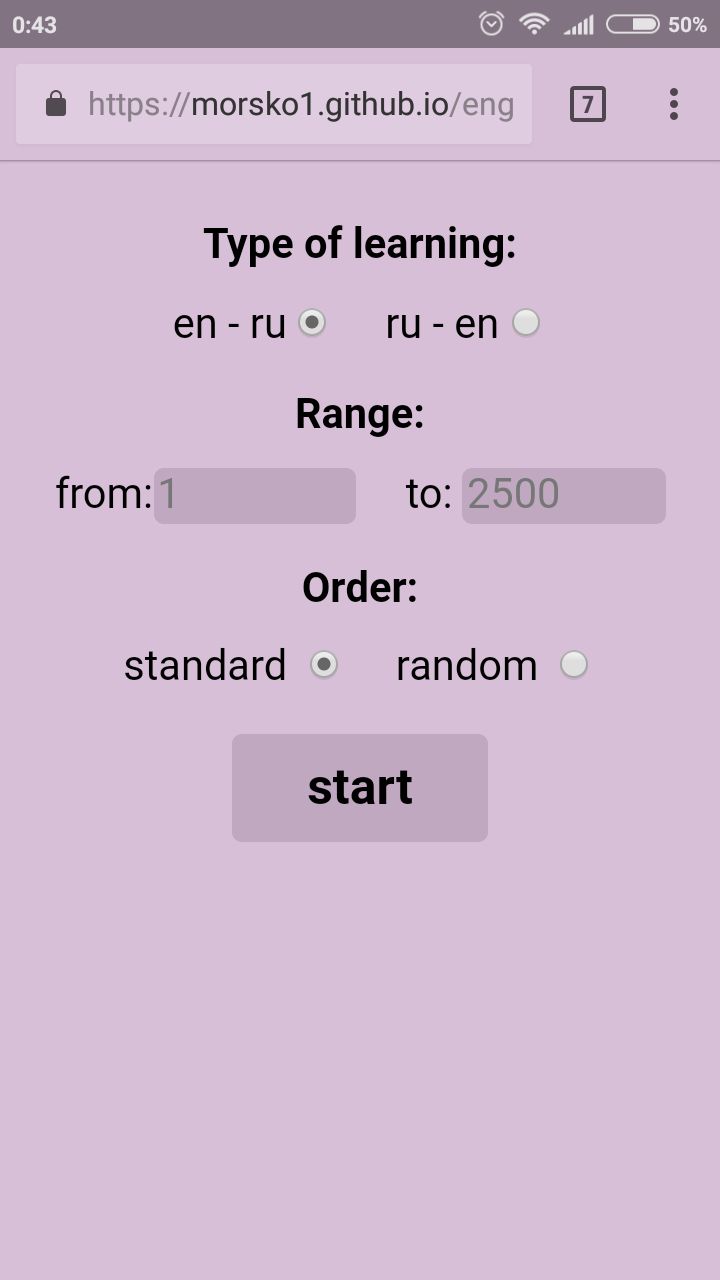 0:43 50%
https://morsko1.github.io/eng 7
Type of learning:
en - ru ru - en
Range:
from: 1 to: 2500
Order:
standard random
start